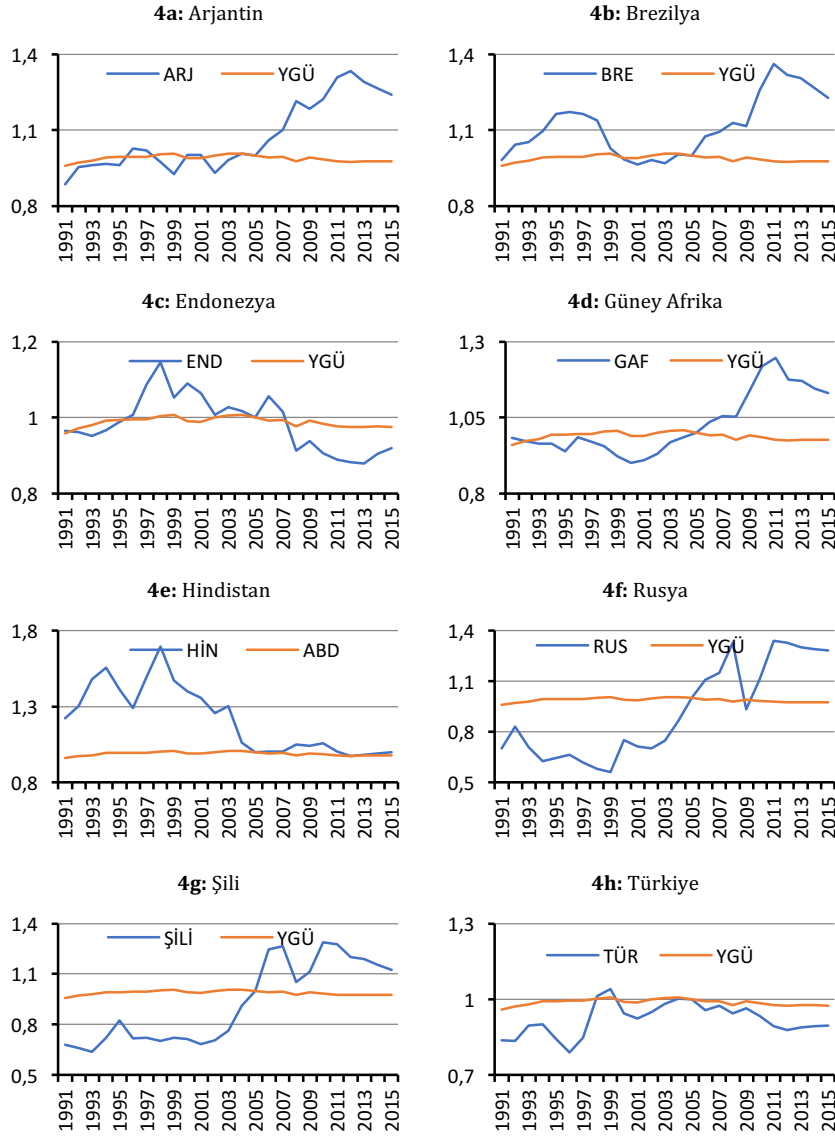 4a: Arjantin
1,4
1,1
0,8
ARJ YGÜ
1991 1993 1995 1997 1999 2001 2003 2005 2007 2009 2011 2013 2015
4b: Brezilya
1,4
1,1
0,8
BRE YGÜ
1991 1993 1995 1997 1999 2001 2003 2005 2007 2009 2011 2013 2015
4c: Endonezya
1,2
1
0,8
END YGÜ
1991 1993 1995 1997 1999 2001 2003 2005 2007 2009 2011 2013 2015
4d: Güney Afrika
1,3
1,05
0,8
GAF YGÜ
1991 1993 1995 1997 1999 2001 2003 2005 2007 2009 2011 2013 2015
4e: Hindistan
1,8
1,3
0,8
HİN ABD
1991 1993 1995 1997 1999 2001 2003 2005 2007 2009 2011 2013 2015
4f: Rusya
1,4
1,1
0,8
0,5
RUS YGÜ
1991 1993 1995 1997 1999 2001 2003 2005 2007 2009 2011 2013 2015
4g: Şili
1,4
1,1
0,8
0,5
ŞİLİ YGÜ
1991 1993 1995 1997 1999 2001 2003 2005 2007 2009 2011 2013 2015
4h: Türkiye
1,3
1
0,7
TÜR YGÜ
1991 1993 1995 1997 1999 2001 2003 2005 2007 2009 2011 2013 2015